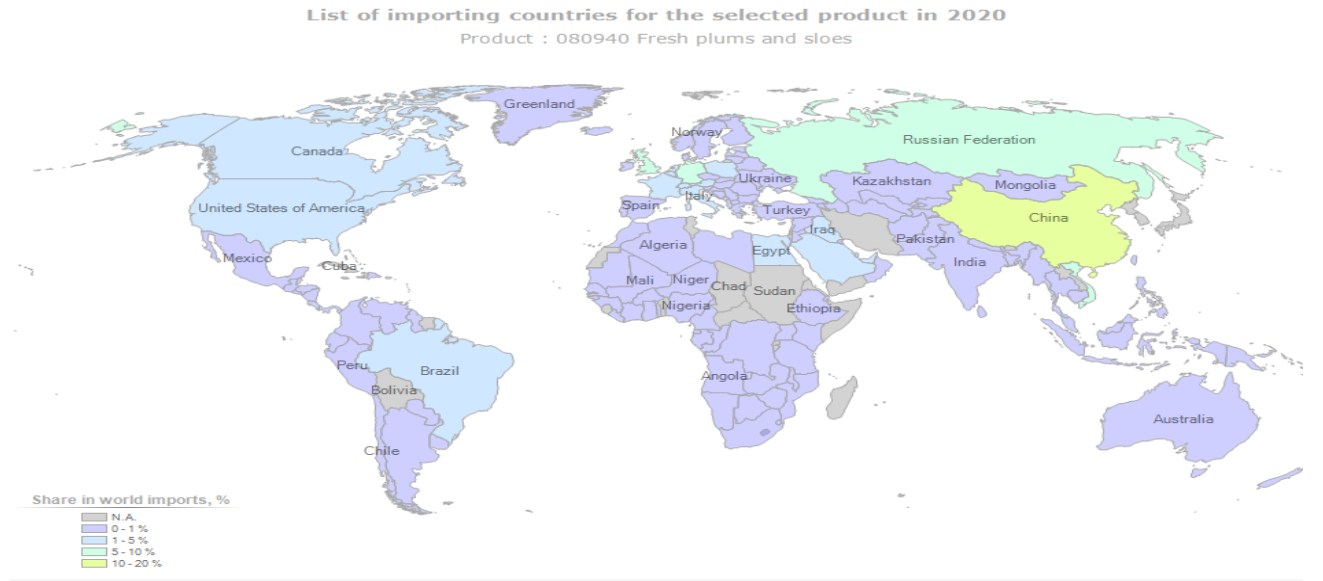 List of importing countries for the selected product in 2020
Product : 080940 Fresh plums and sloes
Greenland
Norway
Russian Federation
Canada
Ukraine
Kazakhstan
Mongolia
United States of America
Spain
Italy
Turkey
China
Mexico
Cuba
Algeria
Egypt
Iraq
Pakistan
India
Mali
Niger
Chad
Sudan
Nigeria
Ethiopia
Peru
Brazil
Bolivia
Angola
Chile
Australia
Share in world imports, %
N.A.
0 - 1 %
1 - 5 %
5 - 10 %
10 - 20 %